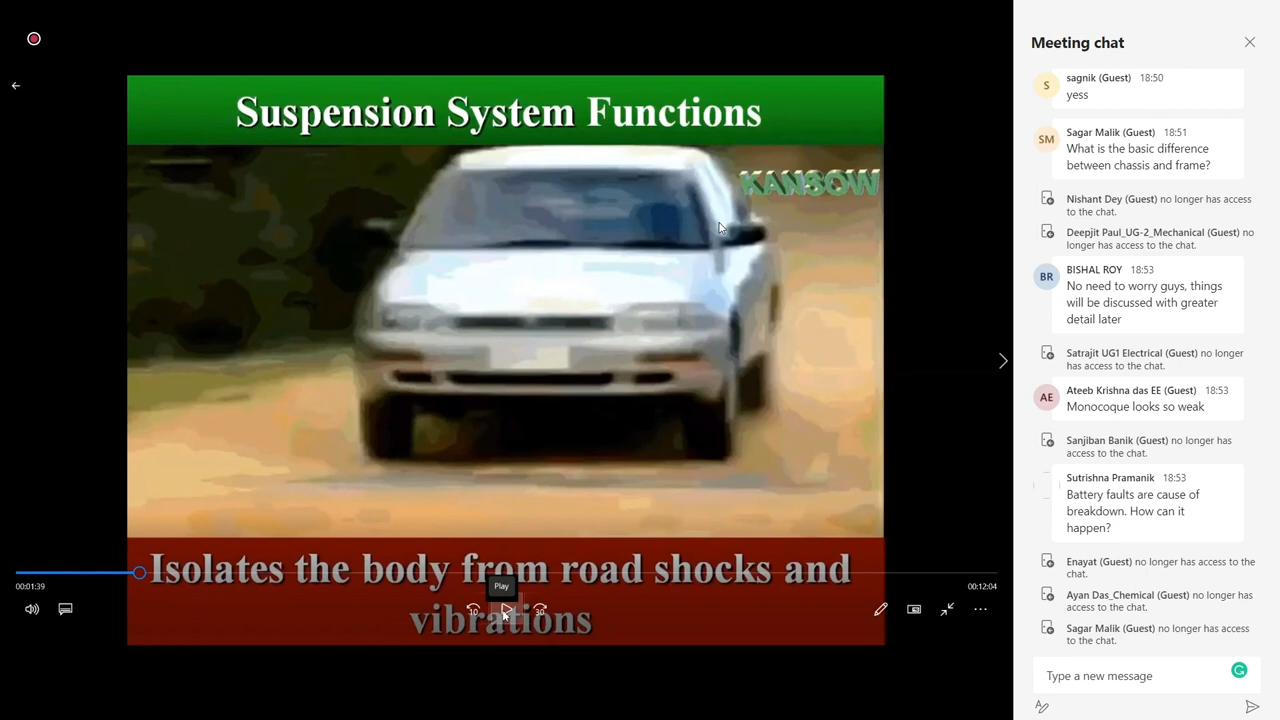 Suspension System Functions
KANSOW
Isolates the body from road shocks and
vibrations
Play
00:01:39
00:12:04
10
30
Meeting chat
S
sagnik (Guest) 18:50
yess
SM
Sagar Malik (Guest) 18:51
What is the basic difference
between chassis and frame?
Nishant Dey (Guest) no longer has access
to the chat.
Deepjit Paul_UG-2_Mechanical (Guest) no
longer has access to the chat.
BR
BISHAL ROY 18:53
No need to worry guys, things
will be discussed with greater
detail later
Satrajit UG1 Electrical (Guest) no longer
has access to the chat.
AE
Ateeb Krishna das EE (Guest) 18:53
Monocoque looks so weak
Sanjiban Banik (Guest) no longer has
access to the chat.
Sutrishna Pramanik 18:53
Battery faults are cause of
breakdown. How can it
happen?
Enayat (Guest) no longer has access to the
chat.
Ayan Das_Chemical (Guest) no longer has
access to the chat.
Sagar Malik (Guest) no longer has access
to the chat.
Type a new message